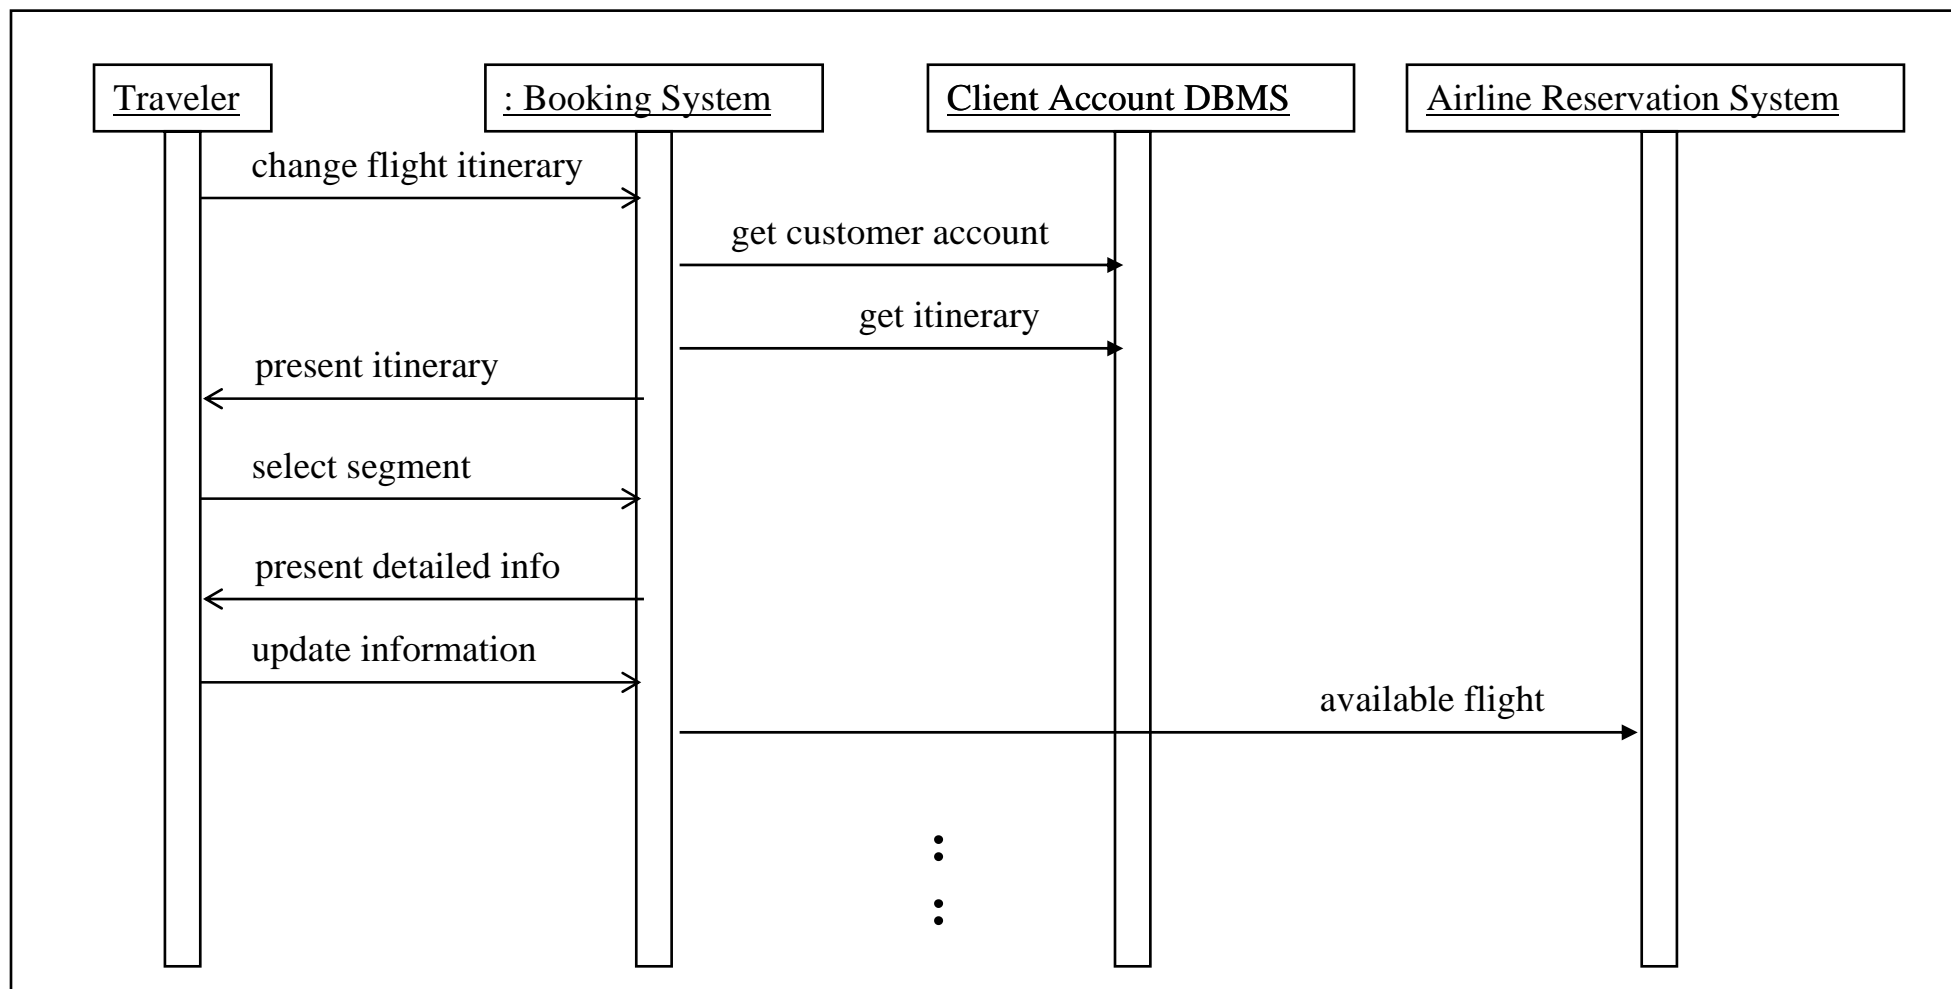 Traveler
: Booking System
Client Account DBMS
Airline Reservation System
change flight itinerary
get customer account
get itinerary
present itinerary
select segment
present detailed info
update information
available flight